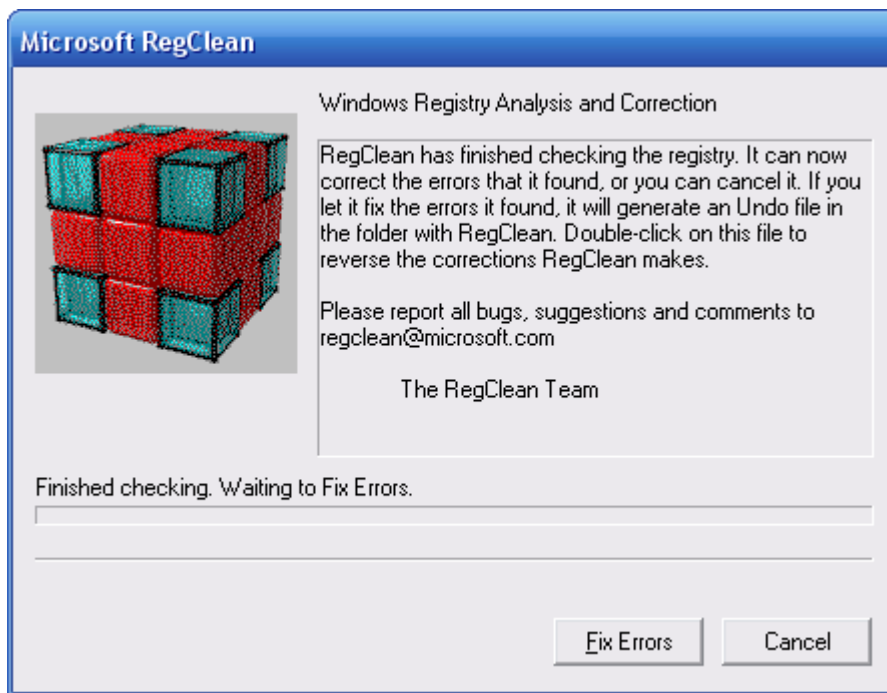 Microsoft RegClean
Windows Registry Analysis and Correction
RegClean has finished checking the registry. It can now
correct the errors that it found, or you can cancel it. If you
let it fix the errors it found, it will generate an Undo file in
the folder with RegClean. Double-click on this file to
reverse the corrections RegClean makes.
Please report all bugs, suggestions and comments to
regclean@microsoft.com
The RegClean Team
Finished checking. Waiting to Fix Errors.
Fix Errors
Cancel